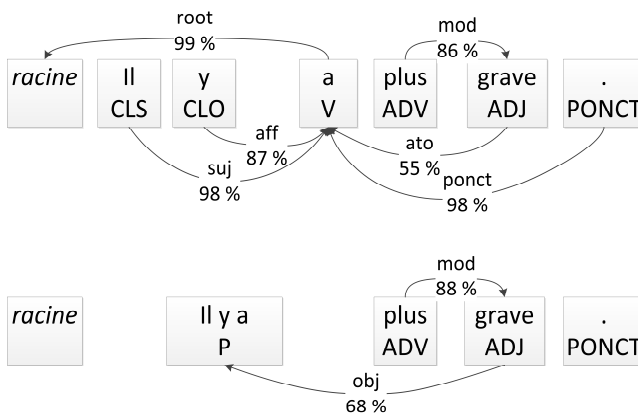 root
99 %
mod
86 %
racine
Il
CLS
y
CLO
a
V
plus
ADV
grave
ADJ
.
PONCT
aff
87 %
suj
98 %
ato
55 %
ponct
98 %
mod
88 %
racine
Il y a
P
plus
ADV
grave
ADJ
.
PONCT
obj
68 %